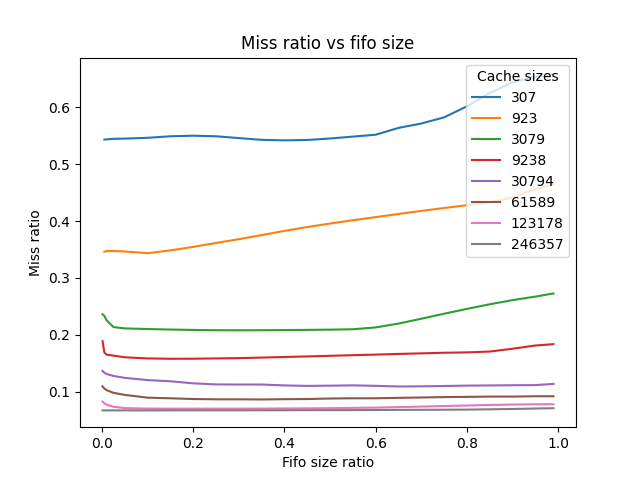 Miss ratio vs fifo size
Miss ratio
0.6
0.5
0.4
0.3
0.2
0.1
Cache sizes
307
923
3079
9238
30794
61589
123178
246357
0.0 0.2 0.4 0.6 0.8 1.0
Fifo size ratio